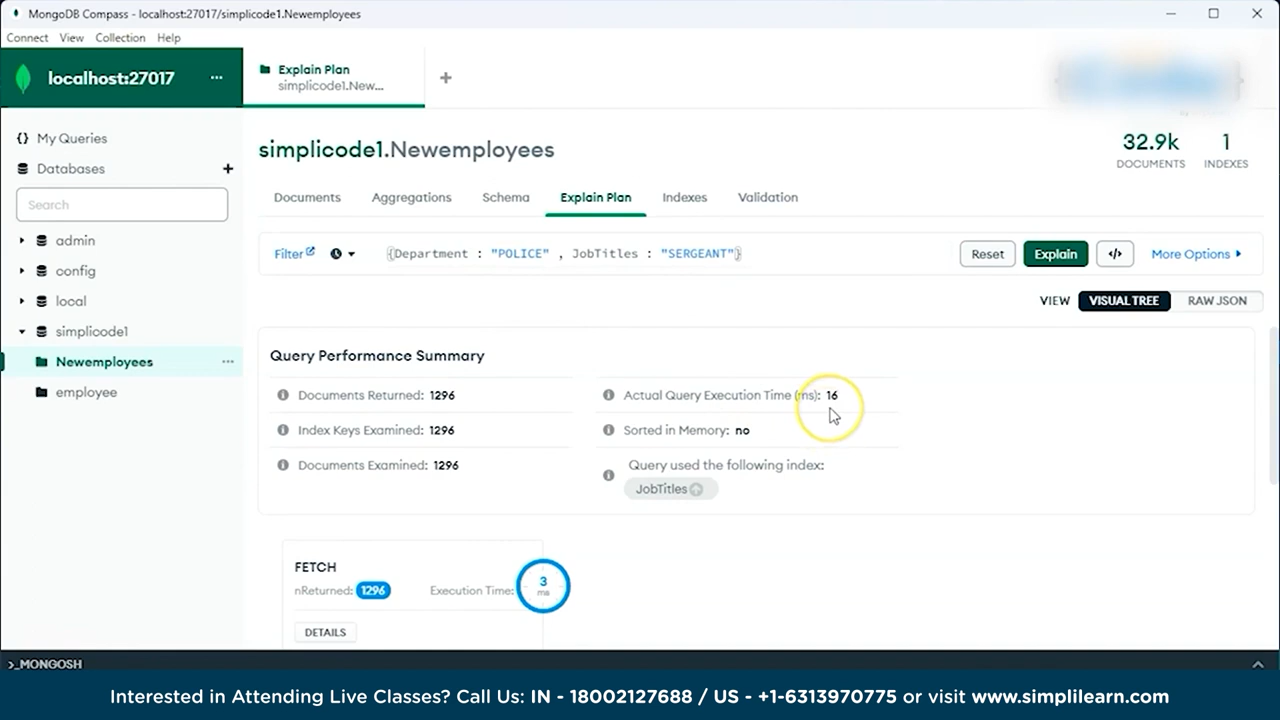 MongoDB Compass - localhost:27017/simplicode1.Newemployees
Connect View Collection Help
localhost:27017
Explain Plan
simplicode1.New...
My Queries
Databases
Search
admin
config
local
simplicode1
Newemployees
employee
simplicode1.Newemployees
32.9k
DOCUMENTS
1
INDEXES
Documents Aggregations Schema Explain Plan Indexes Validation
Filter {Department : "POLICE" , JobTitles : "SERGEANT"} Reset Explain </> More Options
VIEW VISUAL TREE RAW JSON
Query Performance Summary
Documents Returned: 1296
Index Keys Examined: 1296
Documents Examined: 1296
Actual Query Execution Time (ms): 16
Sorted in Memory: no
Query used the following index:
JobTitles
FETCH
nReturned: 1296 Execution Time: 3 ms
DETAILS
>_MONGOSH
Interested in Attending Live Classes? Call Us: IN - 18002127688 / US - +1-6313970775 or visit www.simplilearn.com